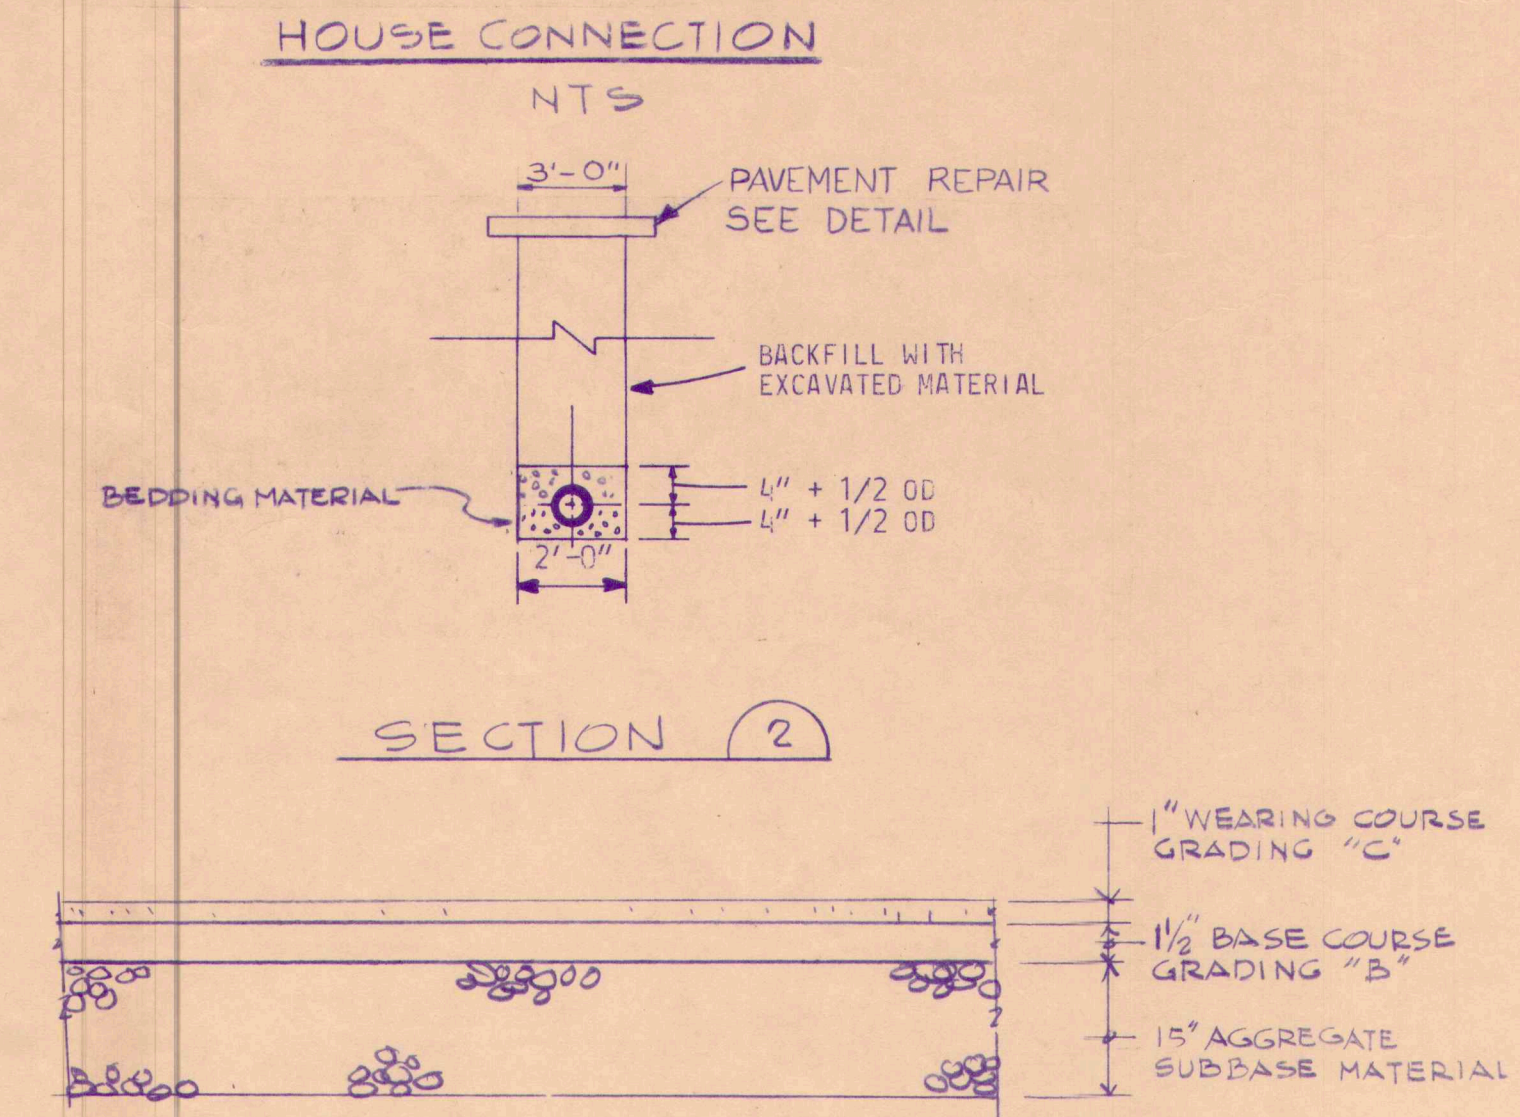 HOUSE CONNECTION
NTS
3'-0"
PAVEMENT REPAIR
SEE DETAIL
BACKFILL WITH
EXCAVATED MATERIAL
BEDDING MATERIAL
4" + 1/2 OD
4" + 1/2 OD
2'-0"
SECTION 2
1" WEARING COURSE
GRADING "C"
1 1/2" BASE COURSE
GRADING "B"
15" AGGREGATE
SUBBASE MATERIAL